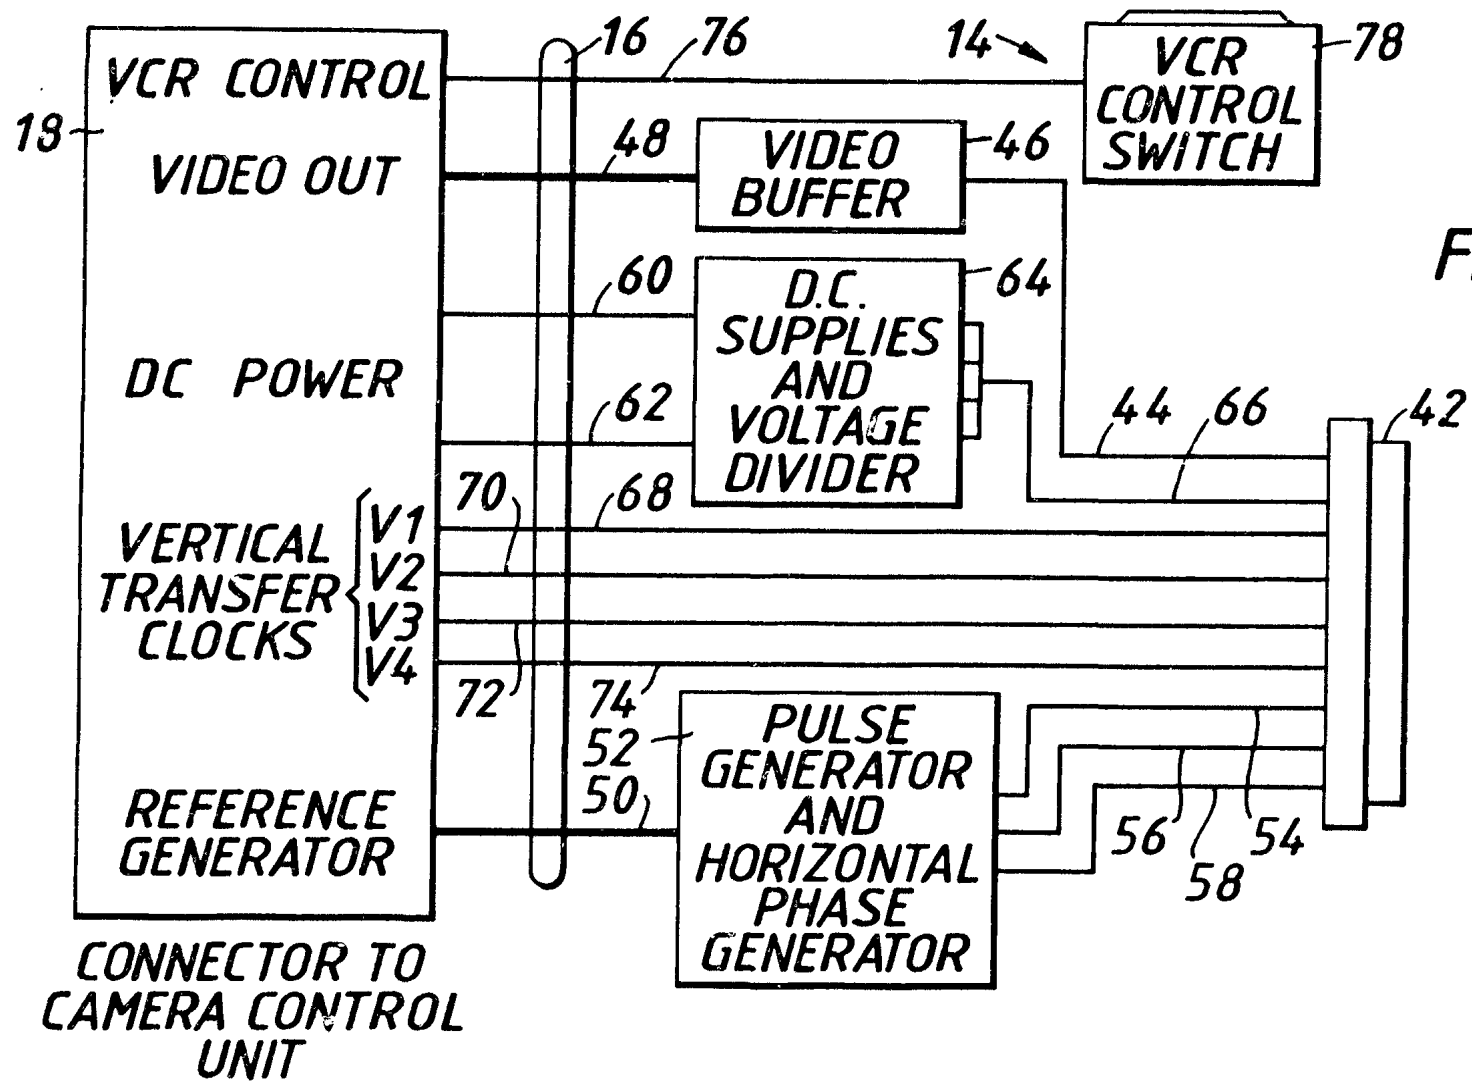 16
76
14
78
VCR CONTROL
VCR
CONTROL
SWITCH
18
48
46
VIDEO OUT
VIDEO
BUFFER
60
64
D.C.
SUPPLIES
AND
VOLTAGE
DIVIDER
DC POWER
62
44
66
42
70
68
VERTICAL
TRANSFER
CLOCKS
V1
V2
V3
V4
72
74
52
50
PULSE
GENERATOR
AND
HORIZONTAL
PHASE
GENERATOR
56
54
58
REFERENCE
GENERATOR
CONNECTOR TO
CAMERA CONTROL
UNIT